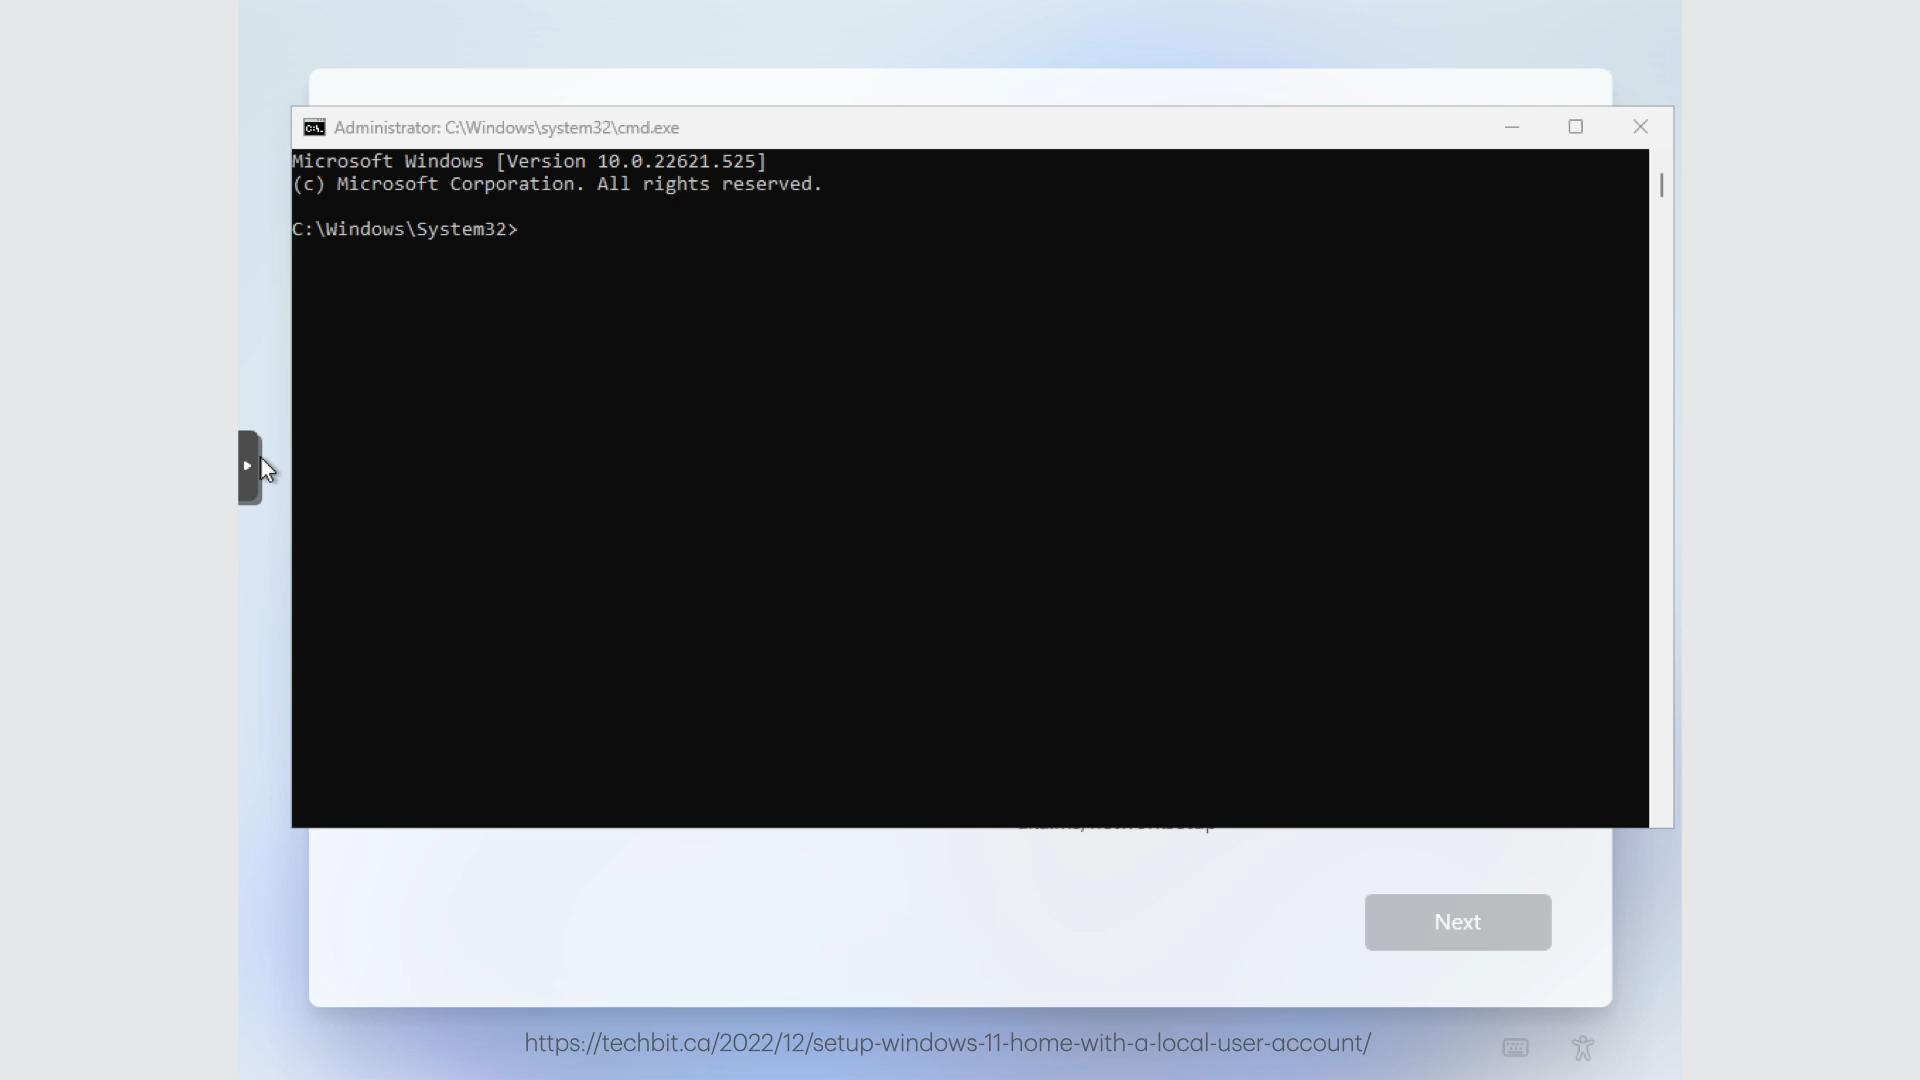 Administrator: C:\Windows\system32\cmd.exe
Microsoft Windows [Version 10.0.22621.525]
(c) Microsoft Corporation. All rights reserved.
C:\Windows\System32>
Next
https://techbit.ca/2022/12/setup-windows-11-home-with-a-local-user-account/